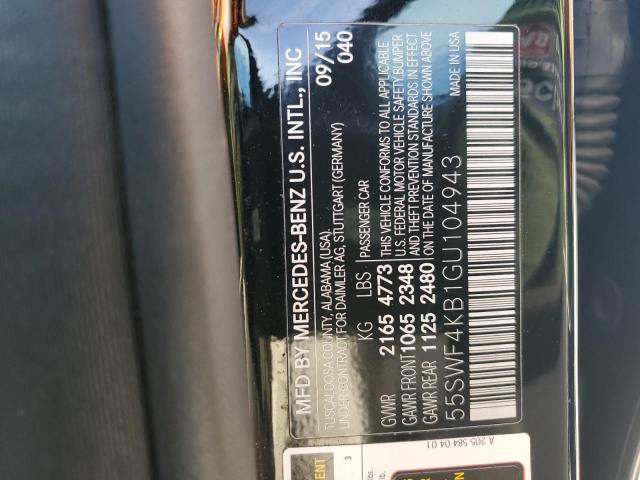 MFD BY MERCEDES-BENZ U.S. INTL., INC
TUSCALOOSA COUNTY, ALABAMA (USA),
UNDER CONTRACT, FOR DAIMLER AG, STUTTGART (GERMANY)
09/15
040
KG LBS
PASSENGER CAR
GVWR 2165 4773
GAWR FRONT 1065 2348
GAWR REAR 1125 2480
THIS VEHICLE CONFORMS TO ALL APPLICABLE
U.S. FEDERAL MOTOR VEHICLE SAFETY, BUMPER
AND THEFT PREVENTION STANDARDS IN EFFECT
ON THE DATE OF MANUFACTURE SHOWN ABOVE
55SWF4KB1GU104943
MADE IN USA
A 205 584 04 01
3
lbs.
lb.